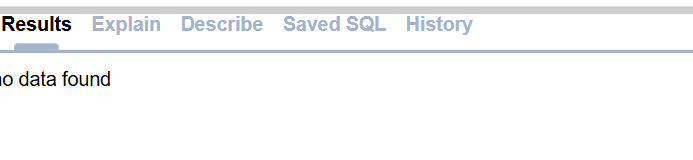 Results Explain Describe Saved SQL History
no data found